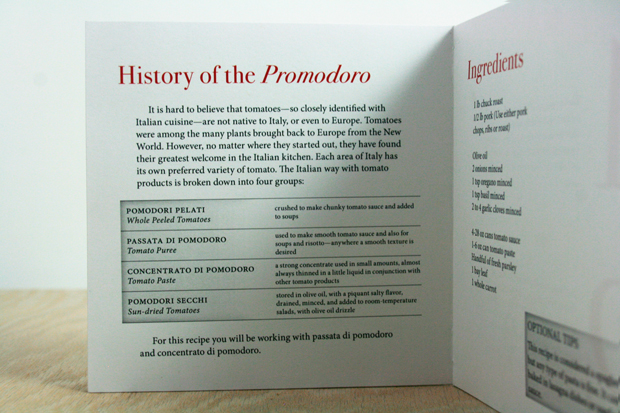 History of the Promodoro
It is hard to believe that tomatoes—so closely identified with
Italian cuisine—are not native to Italy, or even to Europe. Tomatoes
were among the many plants brought back to Europe from the New
World. However, no matter where they started out, they have found
their greatest welcome in the Italian kitchen. Each area of Italy has
its own preferred variety of tomato. The Italian way with tomato
products is broken down into four groups:
POMODORI PELATI
Whole Peeled Tomatoes
crushed to make chunky tomato sauce and added
to soups
PASSATA DI POMODORO
Tomato Puree
used to make smooth tomato sauce and also for
soups and risotto—anywhere a smooth texture is
desired
CONCENTRATO DI POMODORO
Tomato Paste
a strong concentrate used in small amounts, almost
always thinned in a little liquid in conjunction with
other tomato products
POMODORI SECCHI
Sun-dried Tomatoes
stored in olive oil, with a piquant salty flavor,
drained, minced, and added to room-temperature
salads, with olive oil drizzle
For this recipe you will be working with passata di pomodoro
and concentrato di pomodoro.
Ingredients
1 lb chuck roast
1/2 lb pork (Use either pork
chops, ribs or roast)
Olive oil
2 onions minced
1 tsp oregano minced
1 tsp basil minced
2 to 4 garlic cloves minced
4-28 oz cans tomato sauce
1-6 oz can tomato paste
Handful of fresh parsley
1 bay leaf
1 whole carrot
OPTIONAL TIPS
This recipe is considered a
but any type of pasta is fine. It
baked in lasagna dishes
sauce.